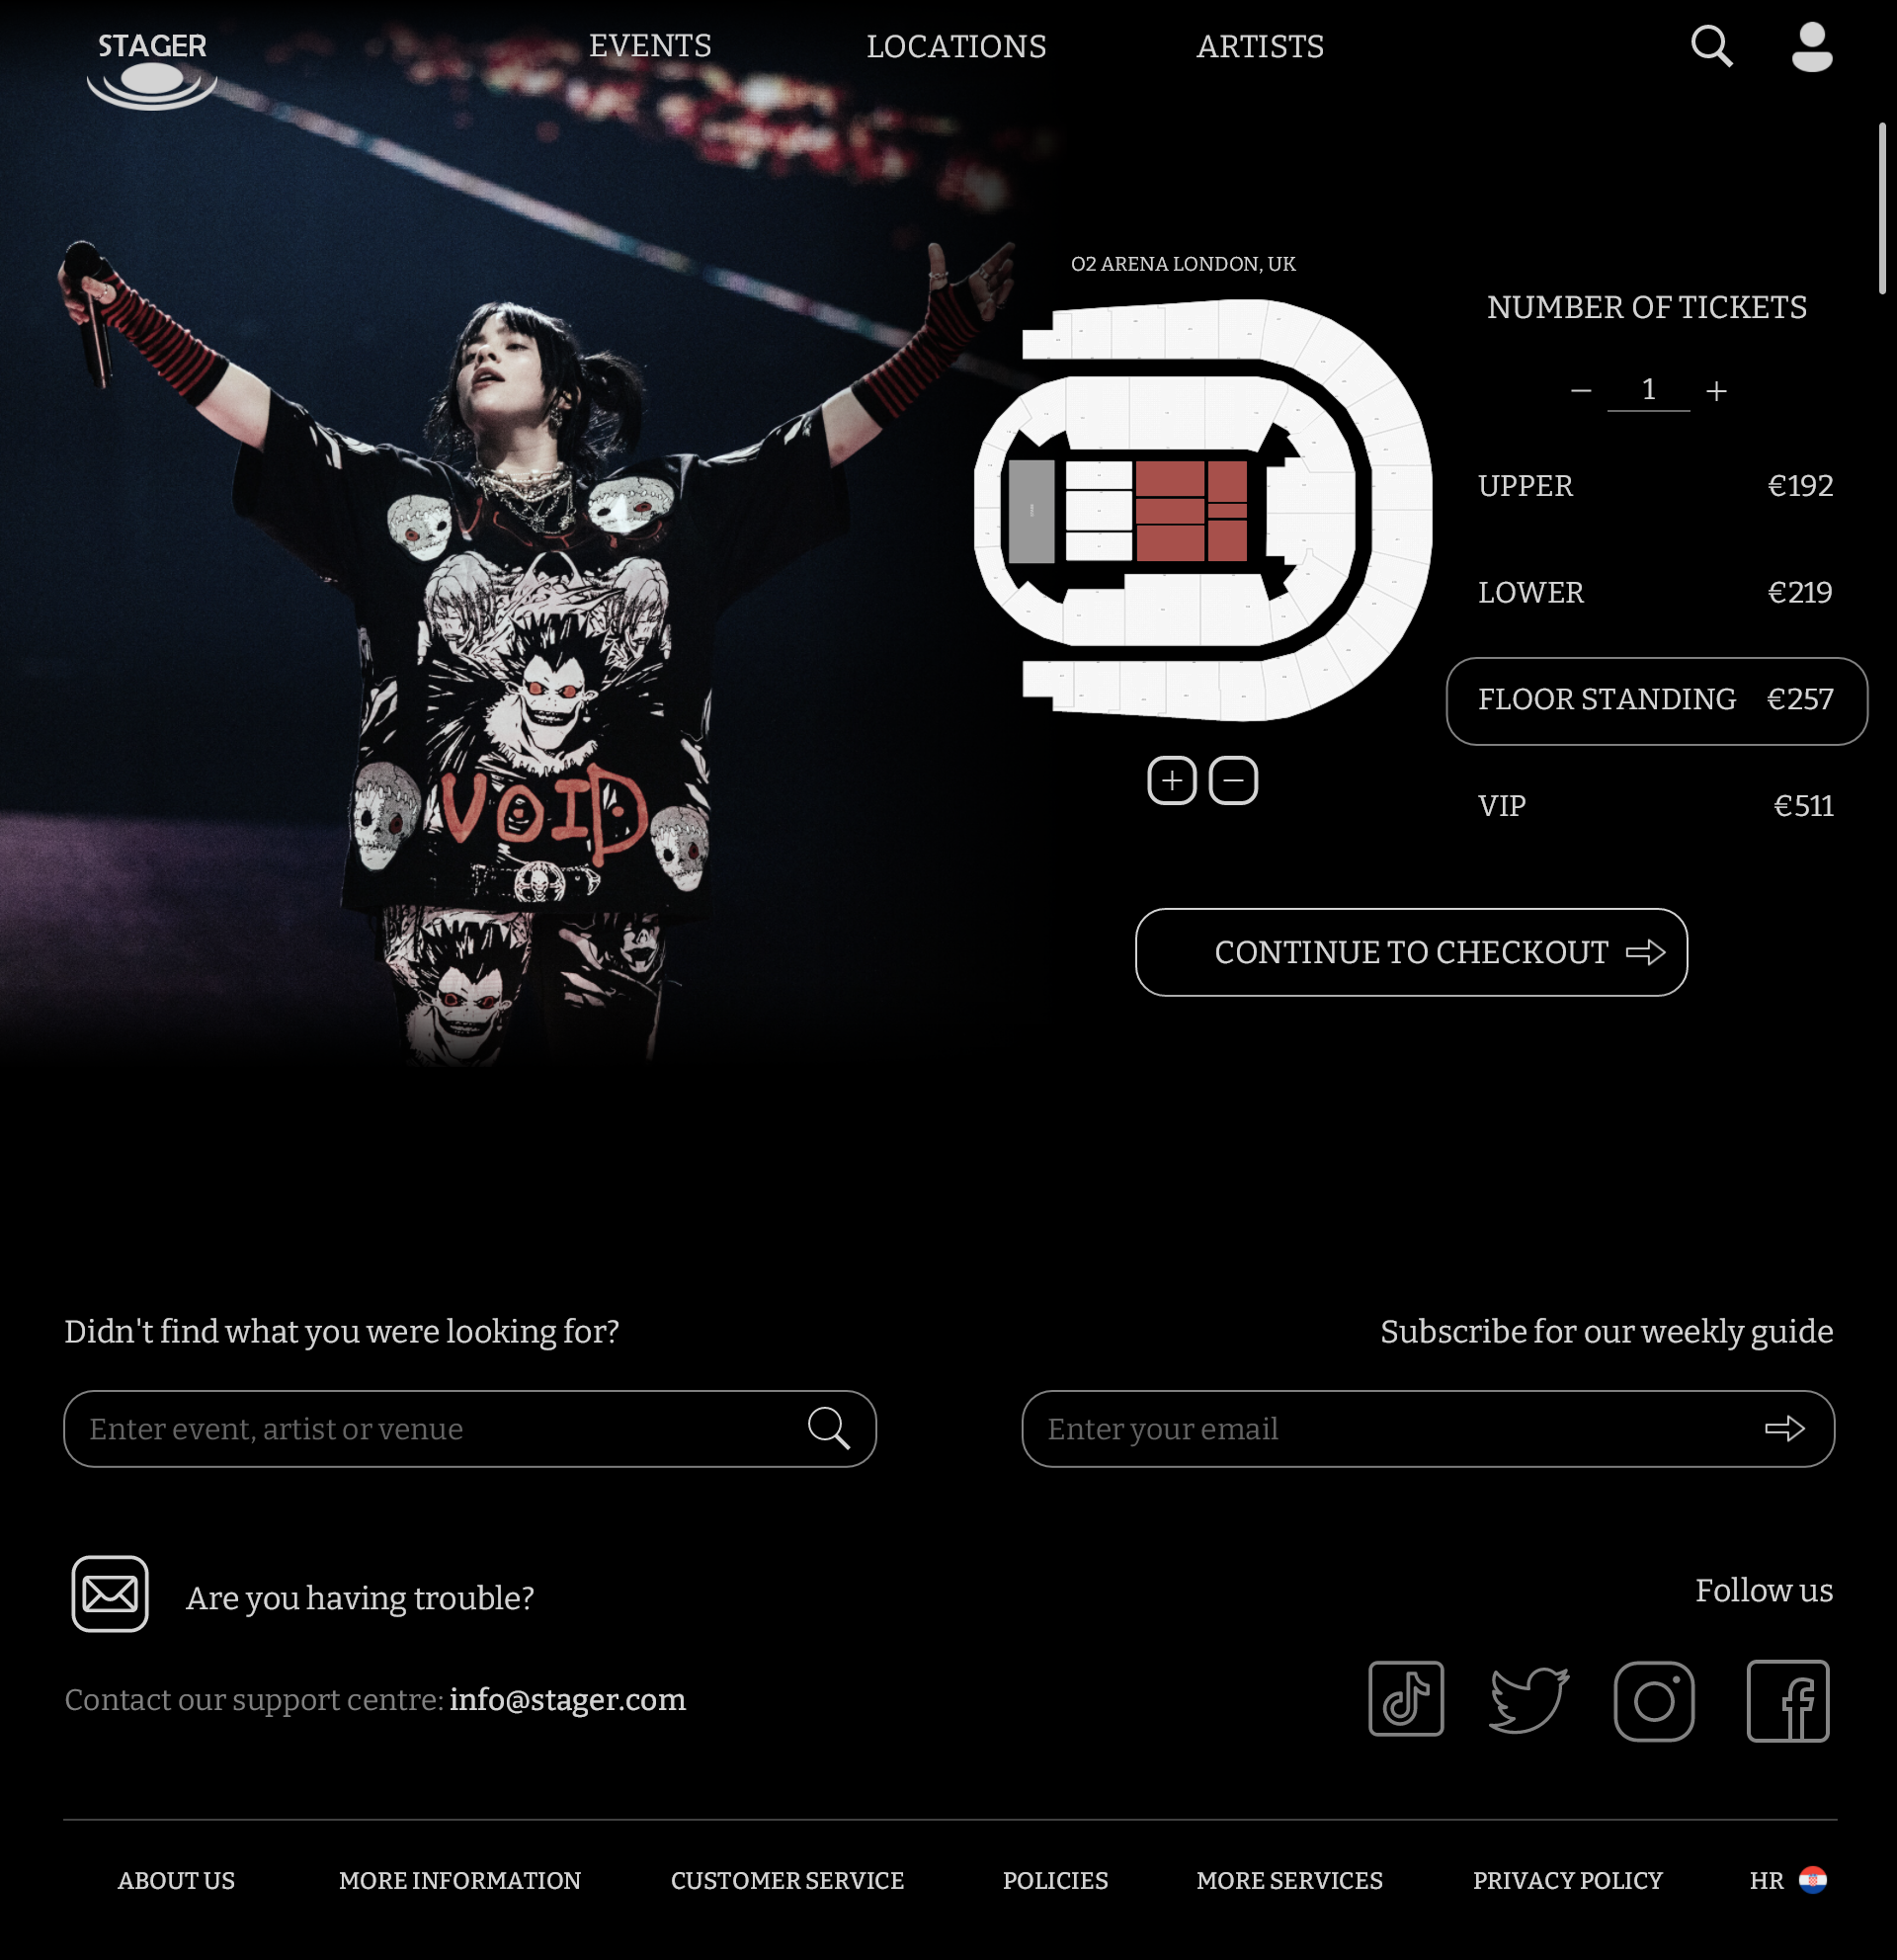 STAGER
EVENTS
LOCATIONS
ARTISTS
O2 ARENA LONDON, UK
NUMBER OF TICKETS
− 1 +
UPPER €192
LOWER €219
FLOOR STANDING €257
VIP €511
+ −
VOID
CONTINUE TO CHECKOUT
Didn't find what you were looking for?
Enter event, artist or venue
Subscribe for our weekly guide
Enter your email
Are you having trouble?
Contact our support centre: info@stager.com
Follow us
ABOUT US
MORE INFORMATION
CUSTOMER SERVICE
POLICIES
MORE SERVICES
PRIVACY POLICY
HR